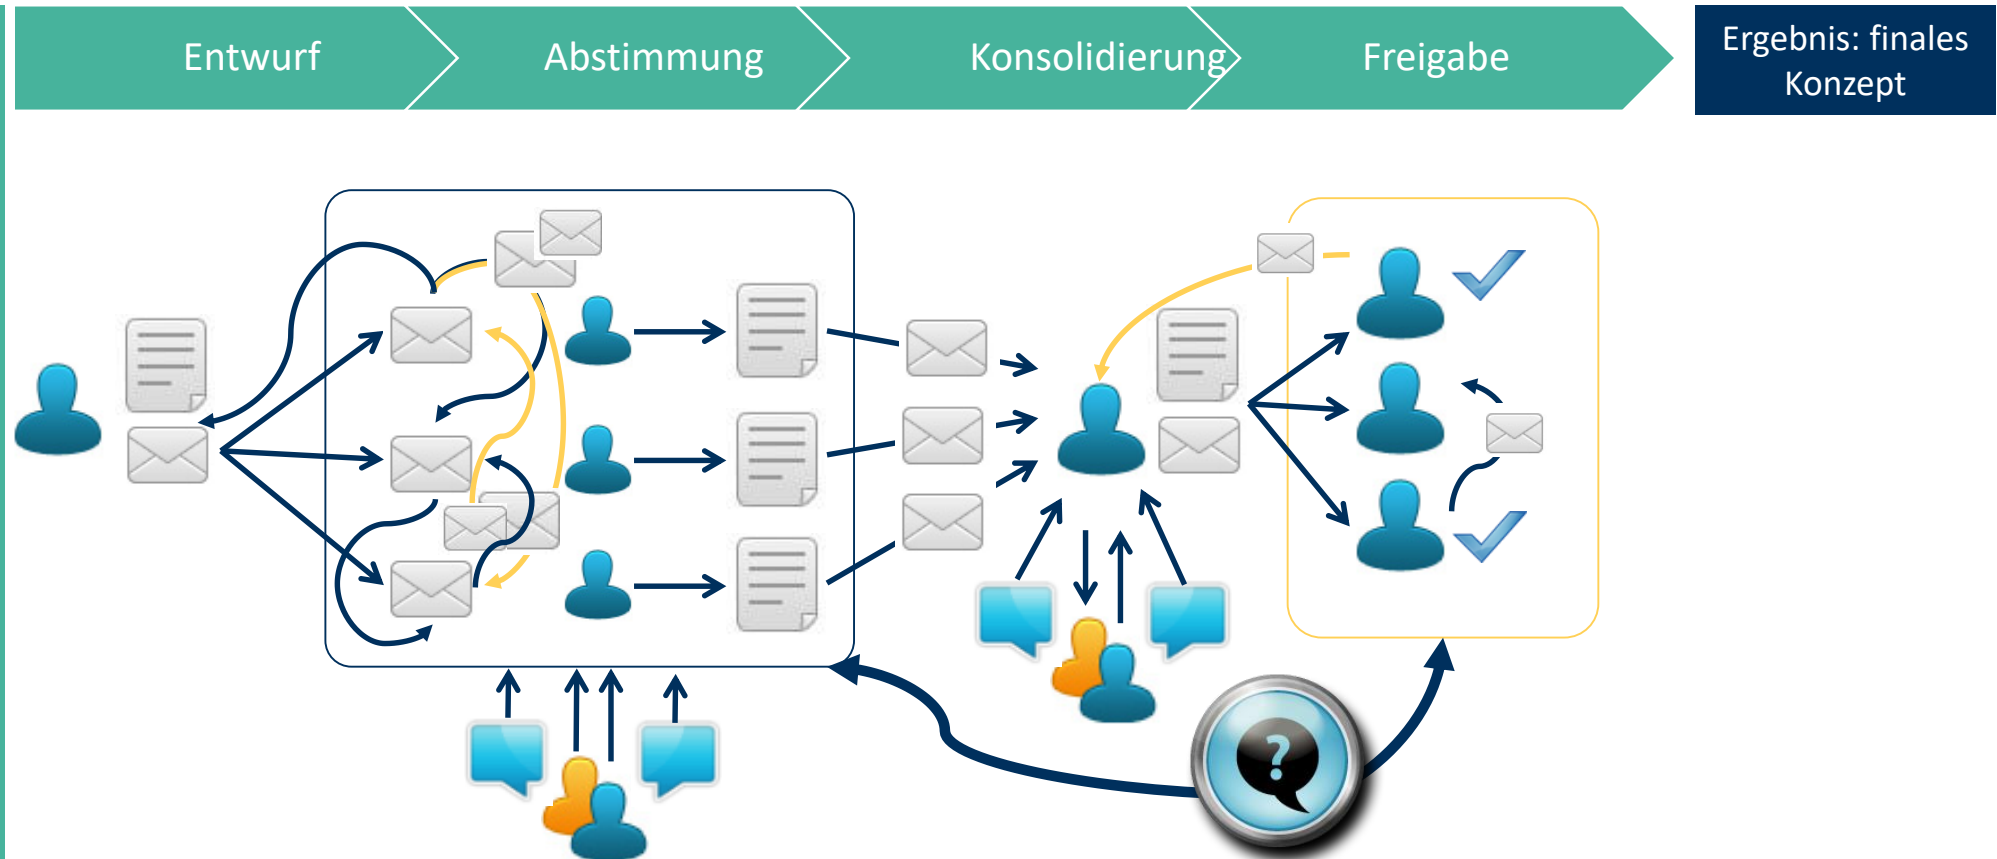 Entwurf
Abstimmung
Konsolidierung
Freigabe
Ergebnis: finales
Konzept
?